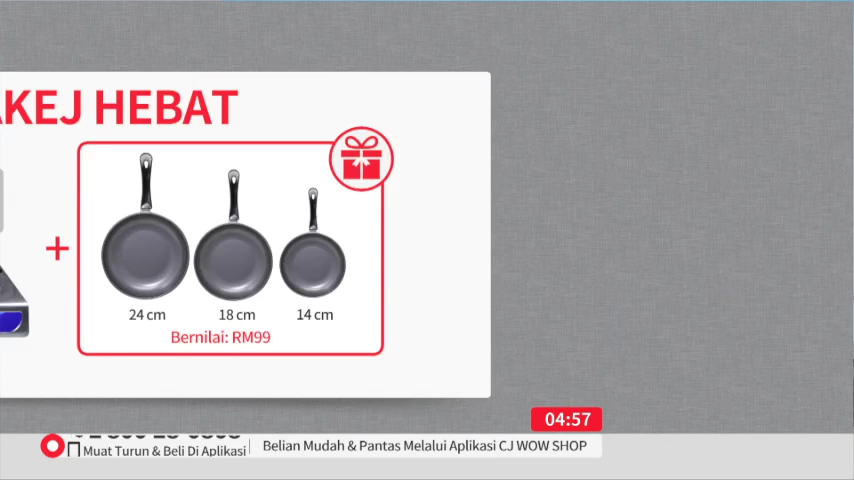 KEJ HEBAT
+
24 cm
18 cm
14 cm
Bernilai: RM99
04:57
Muat Turun & Beli Di Aplikasi
Belian Mudah & Pantas Melalui Aplikasi CJ WOW SHOP